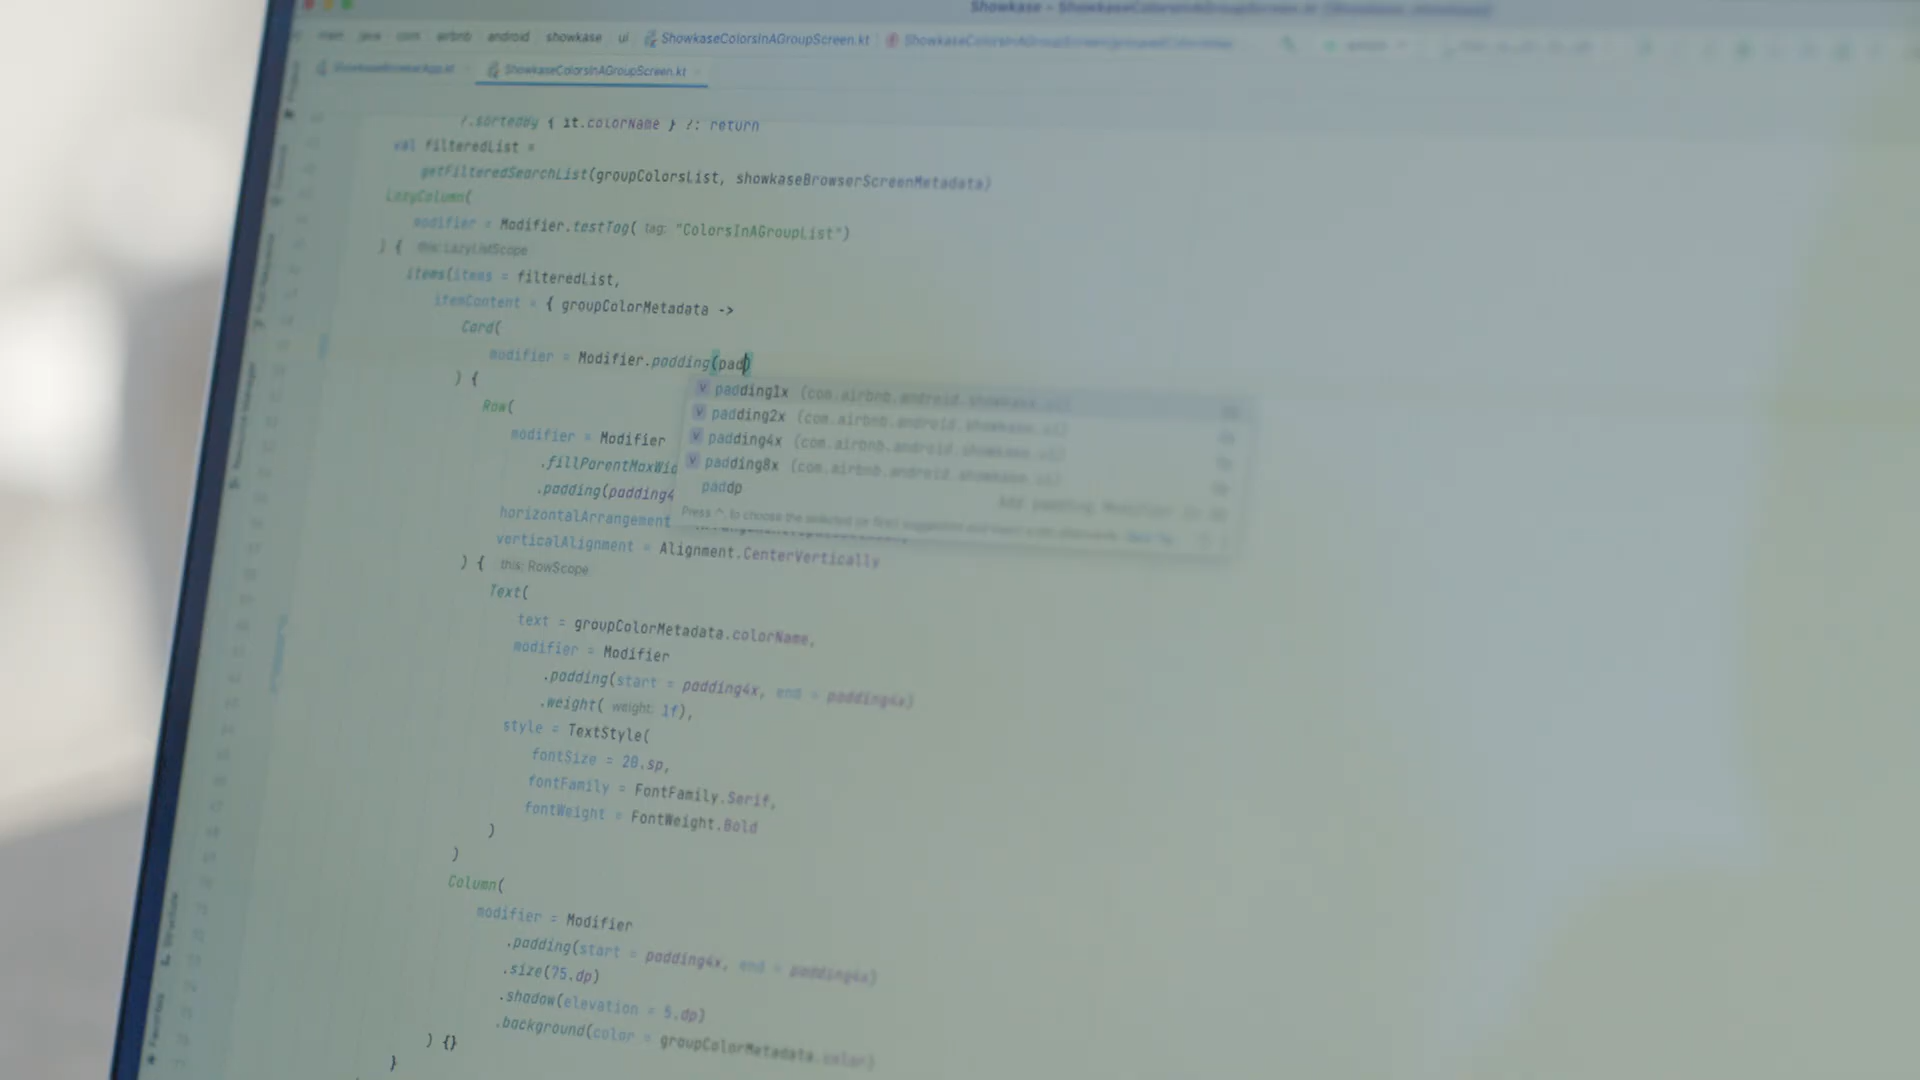 Showkase - ShowkaseColorsInAGroupScreen.kt
main java com airbnb android showkase ui ShowkaseColorsInAGroupScreen.kt
ShowkaseBrowserApp.kt ShowkaseColorsInAGroupScreen.kt
?.sortedBy { it.colorName } ?: return
val filteredList =
getFilteredSearchList(groupColorsList, showkaseBrowserScreenMetadata)
LazyColumn(
modifier = Modifier.testTag( tag: "ColorsInAGroupList")
) { this: LazyListScope
items(items = filteredList,
itemContent = { groupColorMetadata ->
Card(
modifier = Modifier.padding(pad)
) {
padding1x (com.airbnb.android.showkase.ui)
padding2x (com.airbnb.android.showkase.ui)
padding4x (com.airbnb.android.showkase.ui)
padding8x (com.airbnb.android.showkase.ui)
paddp
Press ^. to choose the selected (or first) suggestion and insert a dot afterwards
Row(
modifier = Modifier
.fillParentMaxWid
.padding(padding4
horizontalArrangement
verticalAlignment = Alignment.CenterVertically
) { this: RowScope
Text(
text = groupColorMetadata.colorName,
modifier = Modifier
.padding(start = padding4x, end = padding4x)
.weight( weight: 1f),
style = TextStyle(
fontSize = 20.sp,
fontFamily = FontFamily.Serif,
fontWeight = FontWeight.Bold
)
)
Column(
modifier = Modifier
.padding(start = padding4x, end = padding4x)
.size(75.dp)
.shadow(elevation = 5.dp)
.background(color = groupColorMetadata.color)
) {}
}
Structure
Favorites